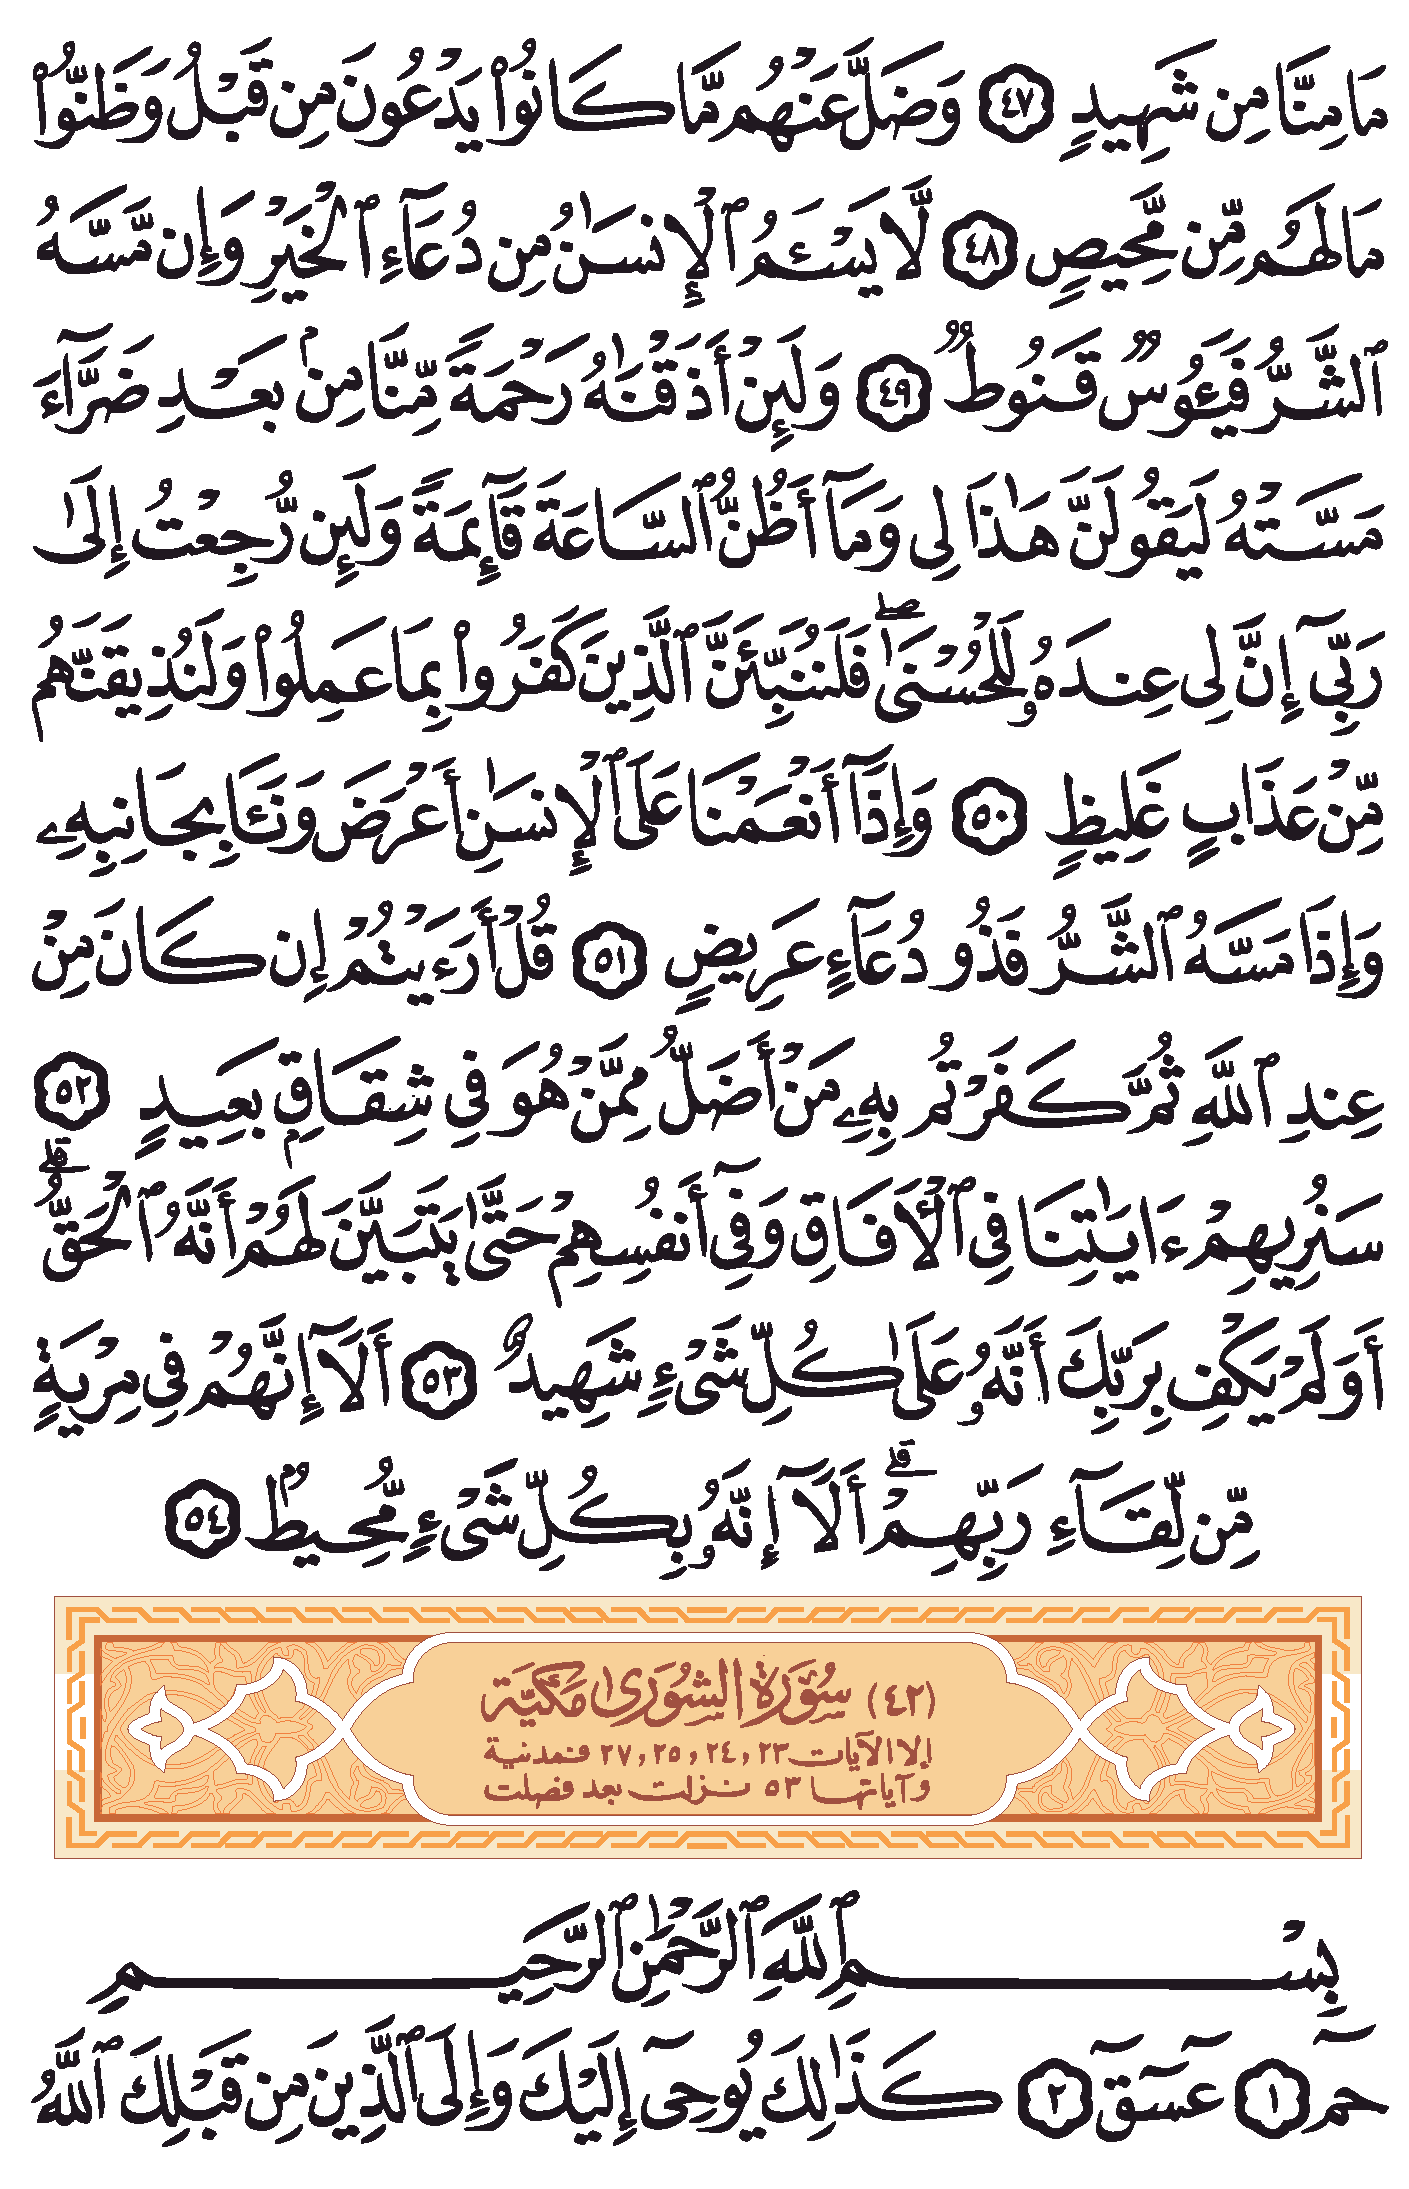 مَا مِنَّا مِن شَهِيدٍ ٤٧ وَضَلَّ عَنْهُم مَّا كَانُوا۟ يَدْعُونَ مِن قَبْلُ وَظَنُّوا۟
مَا لَهُم مِّن مَّحِيصٍ ٤٨ لَّا يَسْـَٔمُ ٱلْإِنسَـٰنُ مِن دُعَآءِ ٱلْخَيْرِ وَإِن مَّسَّهُ
ٱلشَّرُّ فَيَـُٔوسٌ قَنُوطٌ ٤٩ وَلَئِنْ أَذَقْنَـٰهُ رَحْمَةً مِّنَّا مِنۢ بَعْدِ ضَرَّآءَ
مَسَّتْهُ لَيَقُولَنَّ هَـٰذَا لِى وَمَآ أَظُنُّ ٱلسَّاعَةَ قَآئِمَةً وَلَئِن رُّجِعْتُ إِلَىٰ
رَبِّىٓ إِنَّ لِى عِندَهُۥ لَلْحُسْنَىٰ ۖ فَلَنُنَبِّئَنَّ ٱلَّذِينَ كَفَرُوا۟ بِمَا عَمِلُوا۟ وَلَنُذِيقَنَّهُم
مِّنْ عَذَابٍ غَلِيظٍ ٥٠ وَإِذَآ أَنْعَمْنَا عَلَى ٱلْإِنسَـٰنِ أَعْرَضَ وَنَـَٔا بِجَانِبِهِۦ
وَإِذَا مَسَّهُ ٱلشَّرُّ فَذُو دُعَآءٍ عَرِيضٍ ٥١ قُلْ أَرَءَيْتُمْ إِن كَانَ مِنْ
عِندِ ٱللَّهِ ثُمَّ كَفَرْتُم بِهِۦ مَنْ أَضَلُّ مِمَّنْ هُوَ فِى شِقَاقٍۭ بَعِيدٍ ٥٢
سَنُرِيهِمْ ءَايَـٰتِنَا فِى ٱلْـَٔافَاقِ وَفِىٓ أَنفُسِهِمْ حَتَّىٰ يَتَبَيَّنَ لَهُمْ أَنَّهُ ٱلْحَقُّ ۗ
أَوَلَمْ يَكْفِ بِرَبِّكَ أَنَّهُۥ عَلَىٰ كُلِّ شَىْءٍ شَهِيدٌ ٥٣ أَلَآ إِنَّهُمْ فِى مِرْيَةٍ
مِّن لِّقَآءِ رَبِّهِمْ ۗ أَلَآ إِنَّهُۥ بِكُلِّ شَىْءٍ مُّحِيطٌۢ ٥٤
(٤٢) سُوْرَة الشورىٰ مَكيَّة
إلا الآيات ٢٣، ٢٤، ٢٥، ٢٧ فمدنية
وآياتها ٥٣ نزلت بعد فصلت
بِسْمِ ٱللَّهِ ٱلرَّحْمَـٰنِ ٱلرَّحِيمِ
حمٓ ١ عٓسٓقٓ ٢ كَذَٰلِكَ يُوحِىٓ إِلَيْكَ وَإِلَى ٱلَّذِينَ مِن قَبْلِكَ ٱللَّهُ